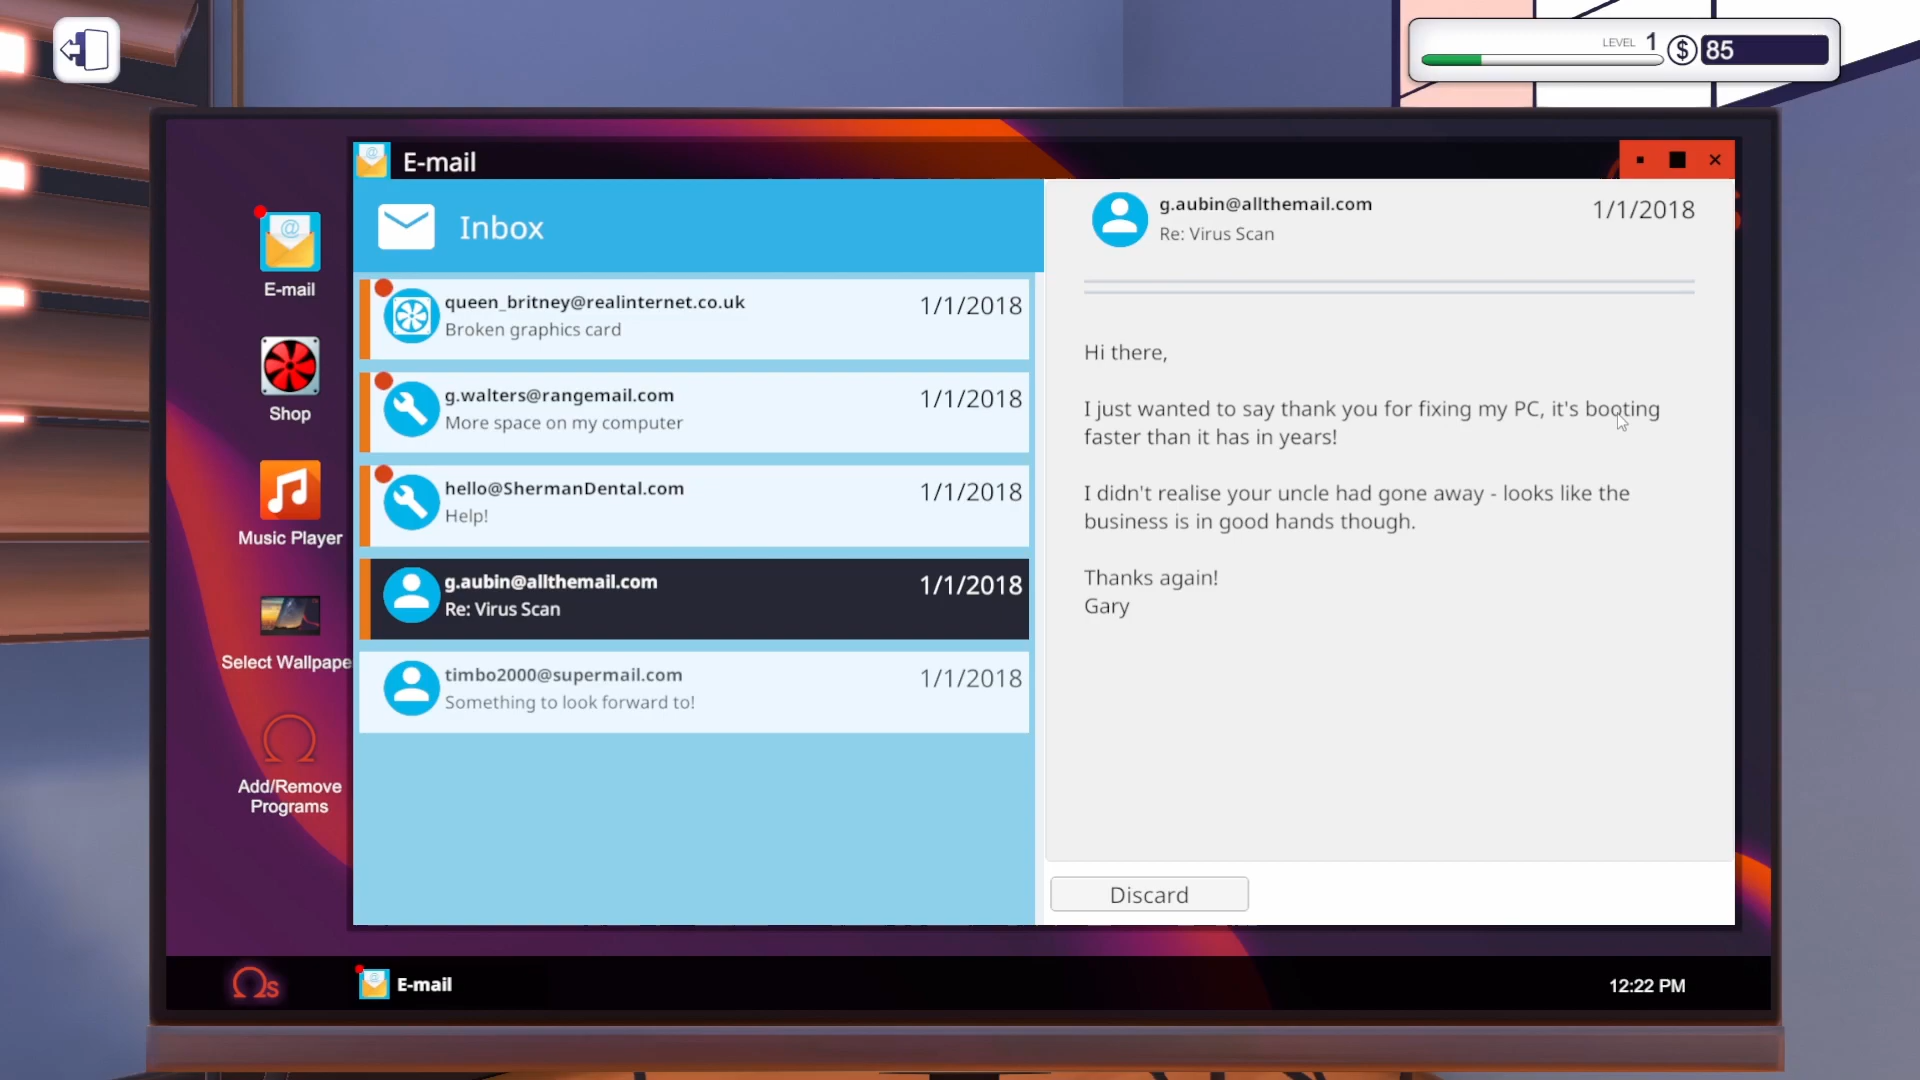 LEVEL 1
$ 85
E-mail
E-mail
Shop
Music Player
Select Wallpape
Add/Remove
Programs
Inbox
queen_britney@realinternet.co.uk 1/1/2018
Broken graphics card
g.walters@rangemail.com 1/1/2018
More space on my computer
hello@ShermanDental.com 1/1/2018
Help!
g.aubin@allthemail.com 1/1/2018
Re: Virus Scan
timbo2000@supermail.com 1/1/2018
Something to look forward to!
g.aubin@allthemail.com 1/1/2018
Re: Virus Scan
Hi there,
I just wanted to say thank you for fixing my PC, it's booting
faster than it has in years!
I didn't realise your uncle had gone away - looks like the
business is in good hands though.
Thanks again!
Gary
Discard
Ωs
E-mail
12:22 PM